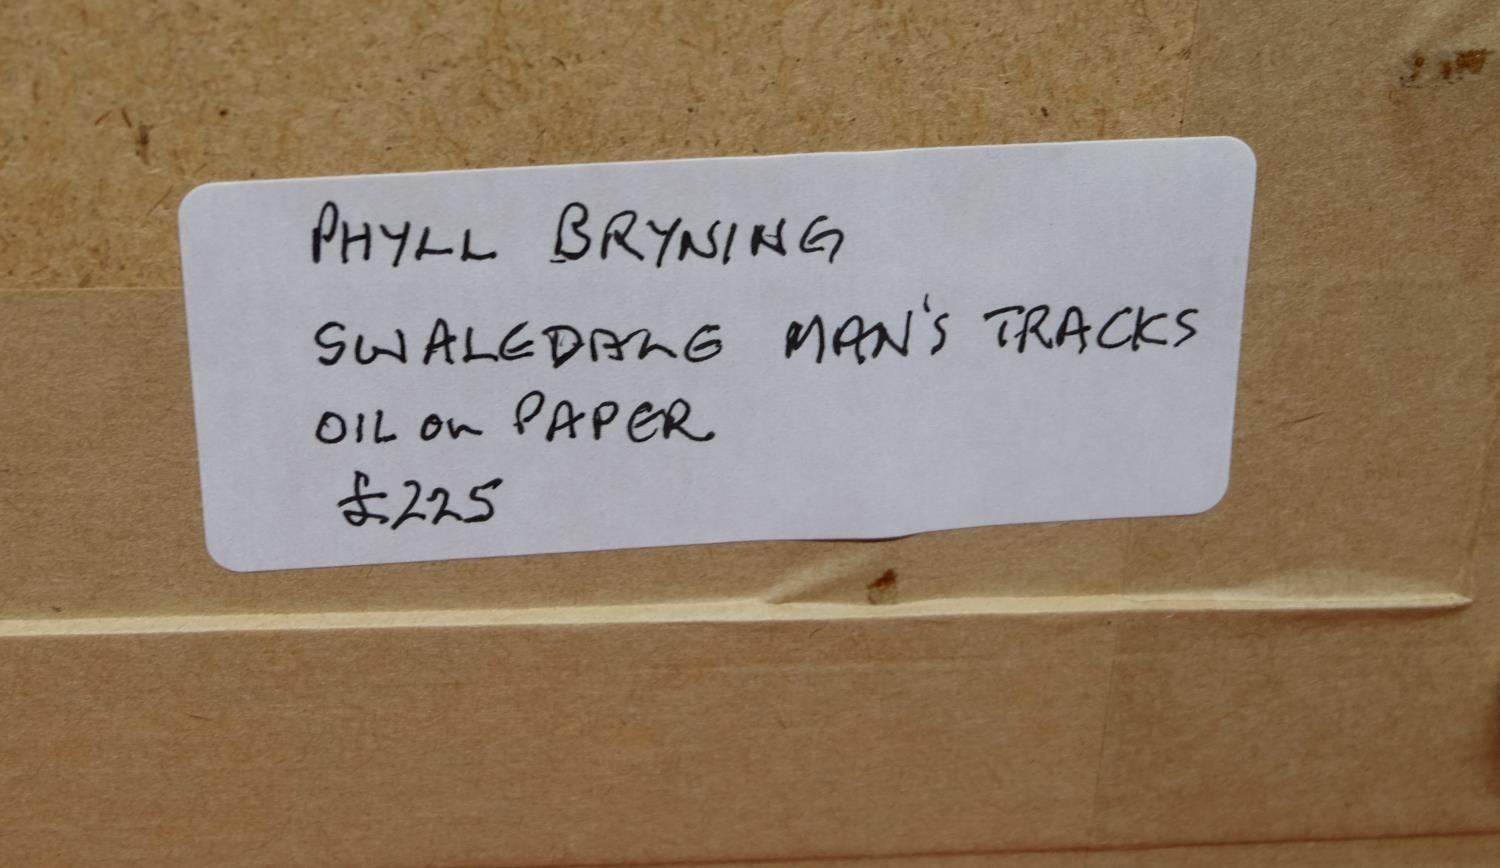 PHYLL BRYNING
SWALEDALE MAN'S TRACKS
OIL ON PAPER
£225